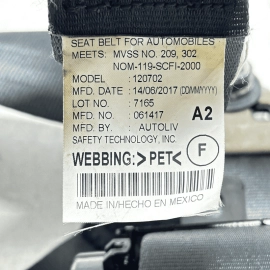 SEAT BELT FOR AUTOMOBILES
MEETS: MVSS NO. 209, 302
NOM-119-SCFI-2000
MODEL : 120702
MFD. DATE : 14/06/2017 (DD/MM/YYYY)
LOT NO. : 7165
MFD. NO. : 061417 A2
MFD. BY. : AUTOLIV
SAFETY TECHNOLOGY, INC.
WEBBING:>PET< F
MADE IN/HECHO EN MEXICO